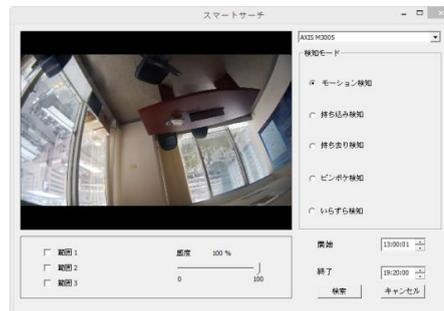 スマートサーチ
AXIS M3005
検知モード
モーション検知
持ち込み検知
持ち去り検知
ピンボケ検知
いらずら検知
範囲 1
範囲 2
範囲 3
感度 100 %
0 100
開始 13:00:01
終了 19:20:00
検索 キャンセル